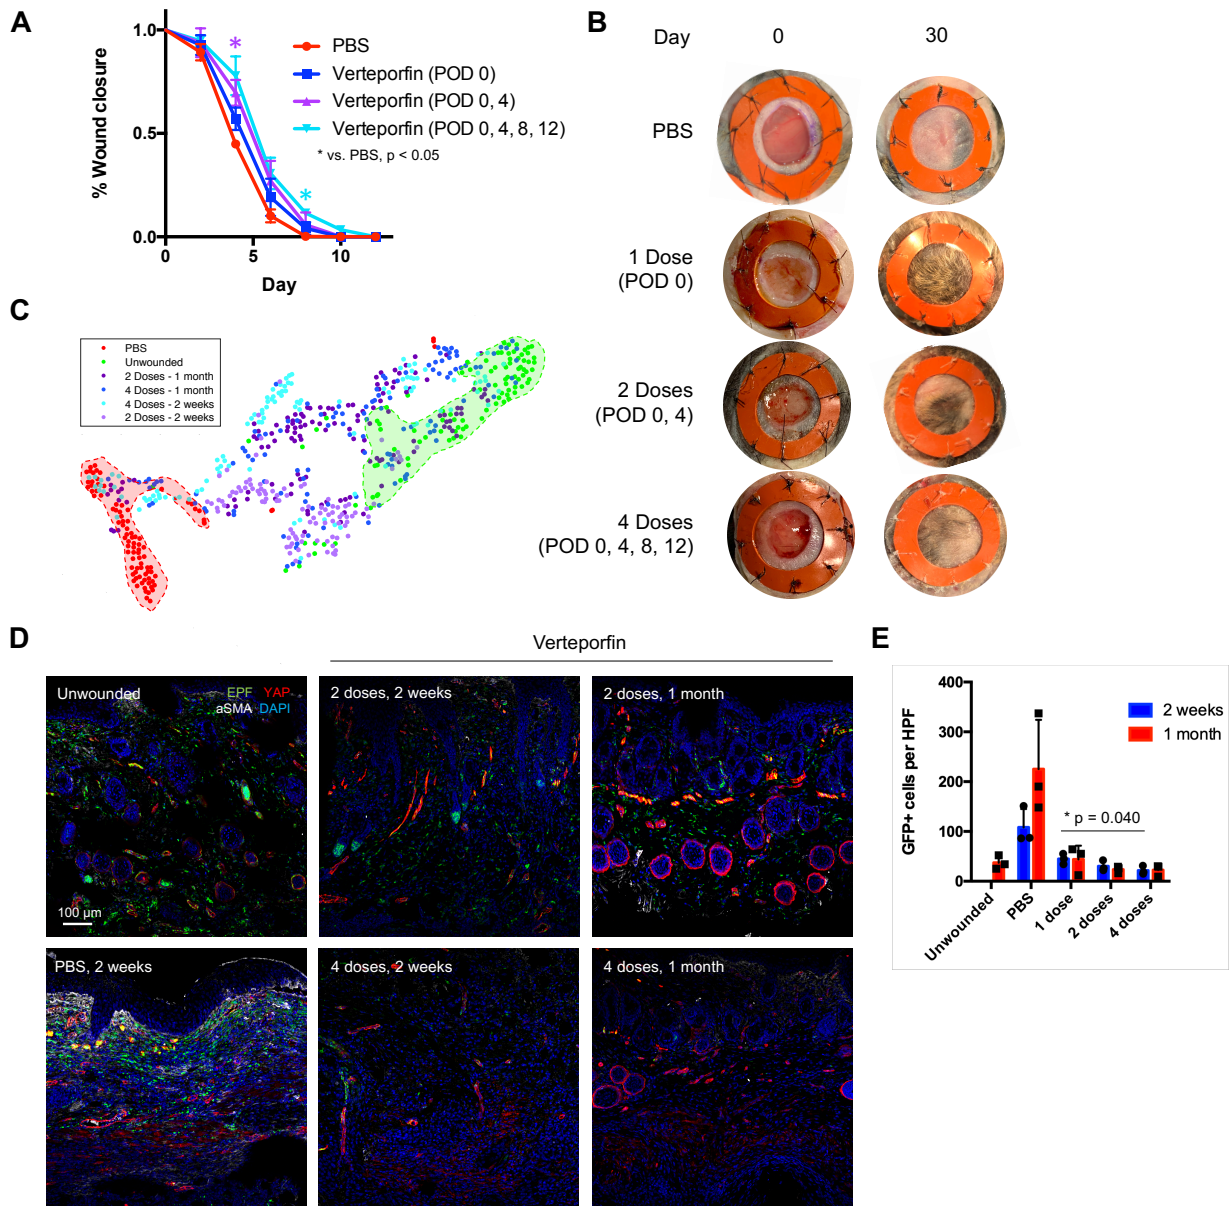 A
% Wound closure
1.0
0.5
0.0
0
5
10
Day
PBS
Verteporfin (POD 0)
Verteporfin (POD 0, 4)
Verteporfin (POD 0, 4, 8, 12)
* vs. PBS, p < 0.05
*
*
B
Day
0
30
PBS
1 Dose
(POD 0)
2 Doses
(POD 0, 4)
4 Doses
(POD 0, 4, 8, 12)
C
PBS
Unwounded
2 Doses - 1 month
4 Doses - 1 month
4 Doses - 2 weeks
2 Doses - 2 weeks
D
Verteporfin
Unwounded
EPF YAP
aSMA DAPI
100 µm
2 doses, 2 weeks
2 doses, 1 month
PBS, 2 weeks
4 doses, 2 weeks
4 doses, 1 month
E
GFP+ cells per HPF
400
300
200
100
0
2 weeks
1 month
* p = 0.040
Unwounded
PBS
1 dose
2 doses
4 doses